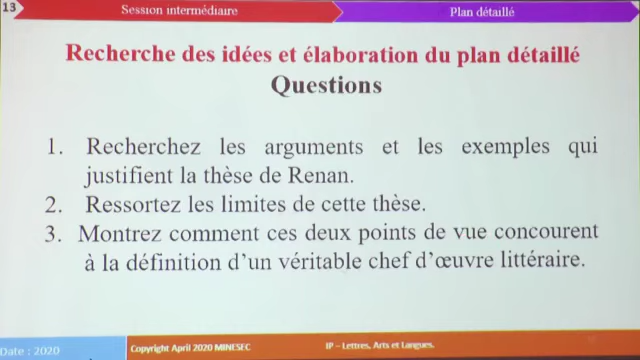 13
Session intermédiaire
Plan détaillé
Recherche des idées et élaboration du plan détaillé
Questions
1. Recherchez les arguments et les exemples qui
justifient la thèse de Renan.
2. Ressortez les limites de cette thèse.
3. Montrez comment ces deux points de vue concourent
à la définition d'un véritable chef d'œuvre littéraire.
Date : 2020
Copyright April 2020 MINESEC
IP – Lettres, Arts et Langues.